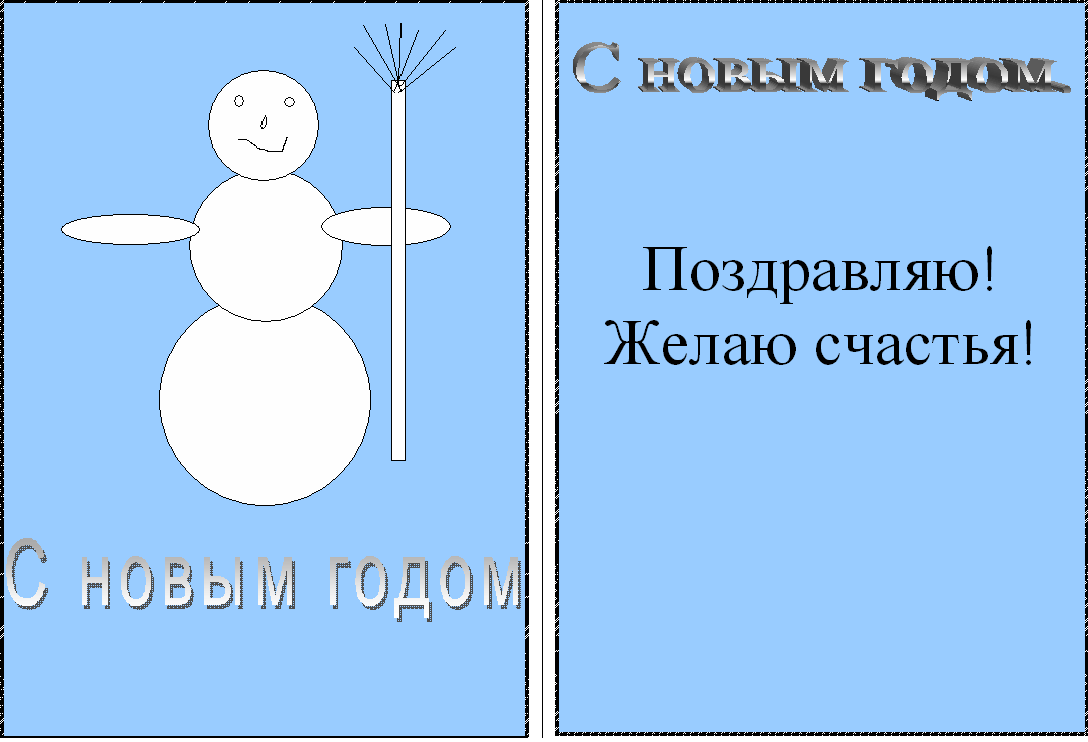 С новым годом
С новым годом.
Поздравляю!
Желаю счастья!